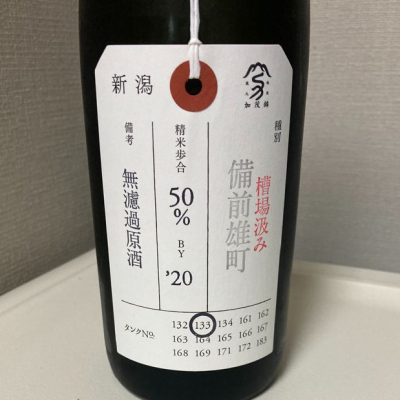 新潟
加茂錦
種別
槽場汲み
備前雄町
精米歩合
50%
BY
'20
備考
無濾過原酒
タンクNo.
132 133 134 161 162
163 164 165 166 167
168 169 171 172 183